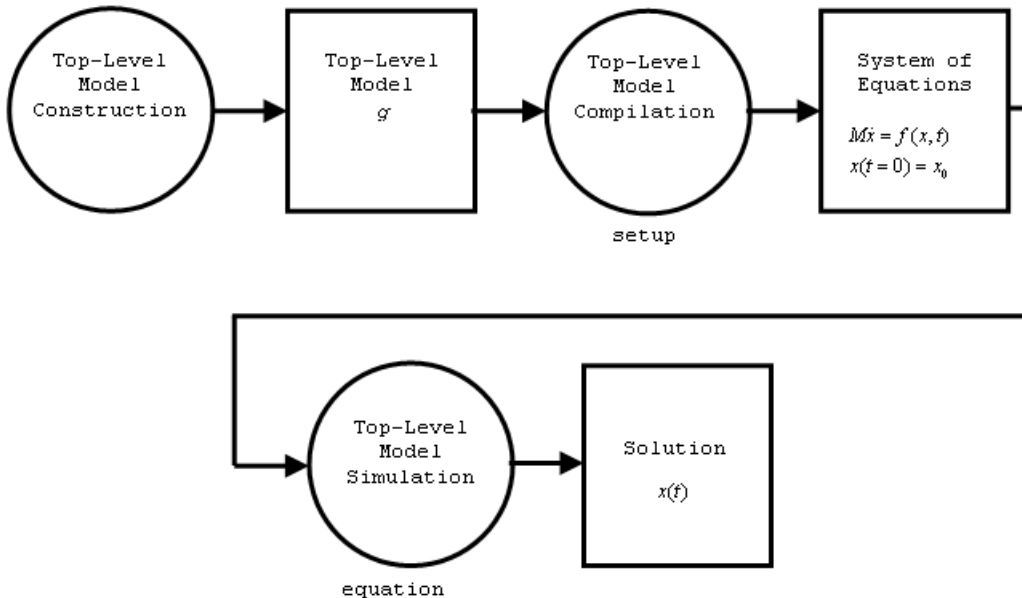 Top-Level
Model
Construction
Top-Level
Model
g
Top-Level
Model
Compilation
setup
System of
Equations
Mẋ = f(x,t)
x(t = 0) = x₀
Top-Level
Model
Simulation
equation
Solution
x(t)